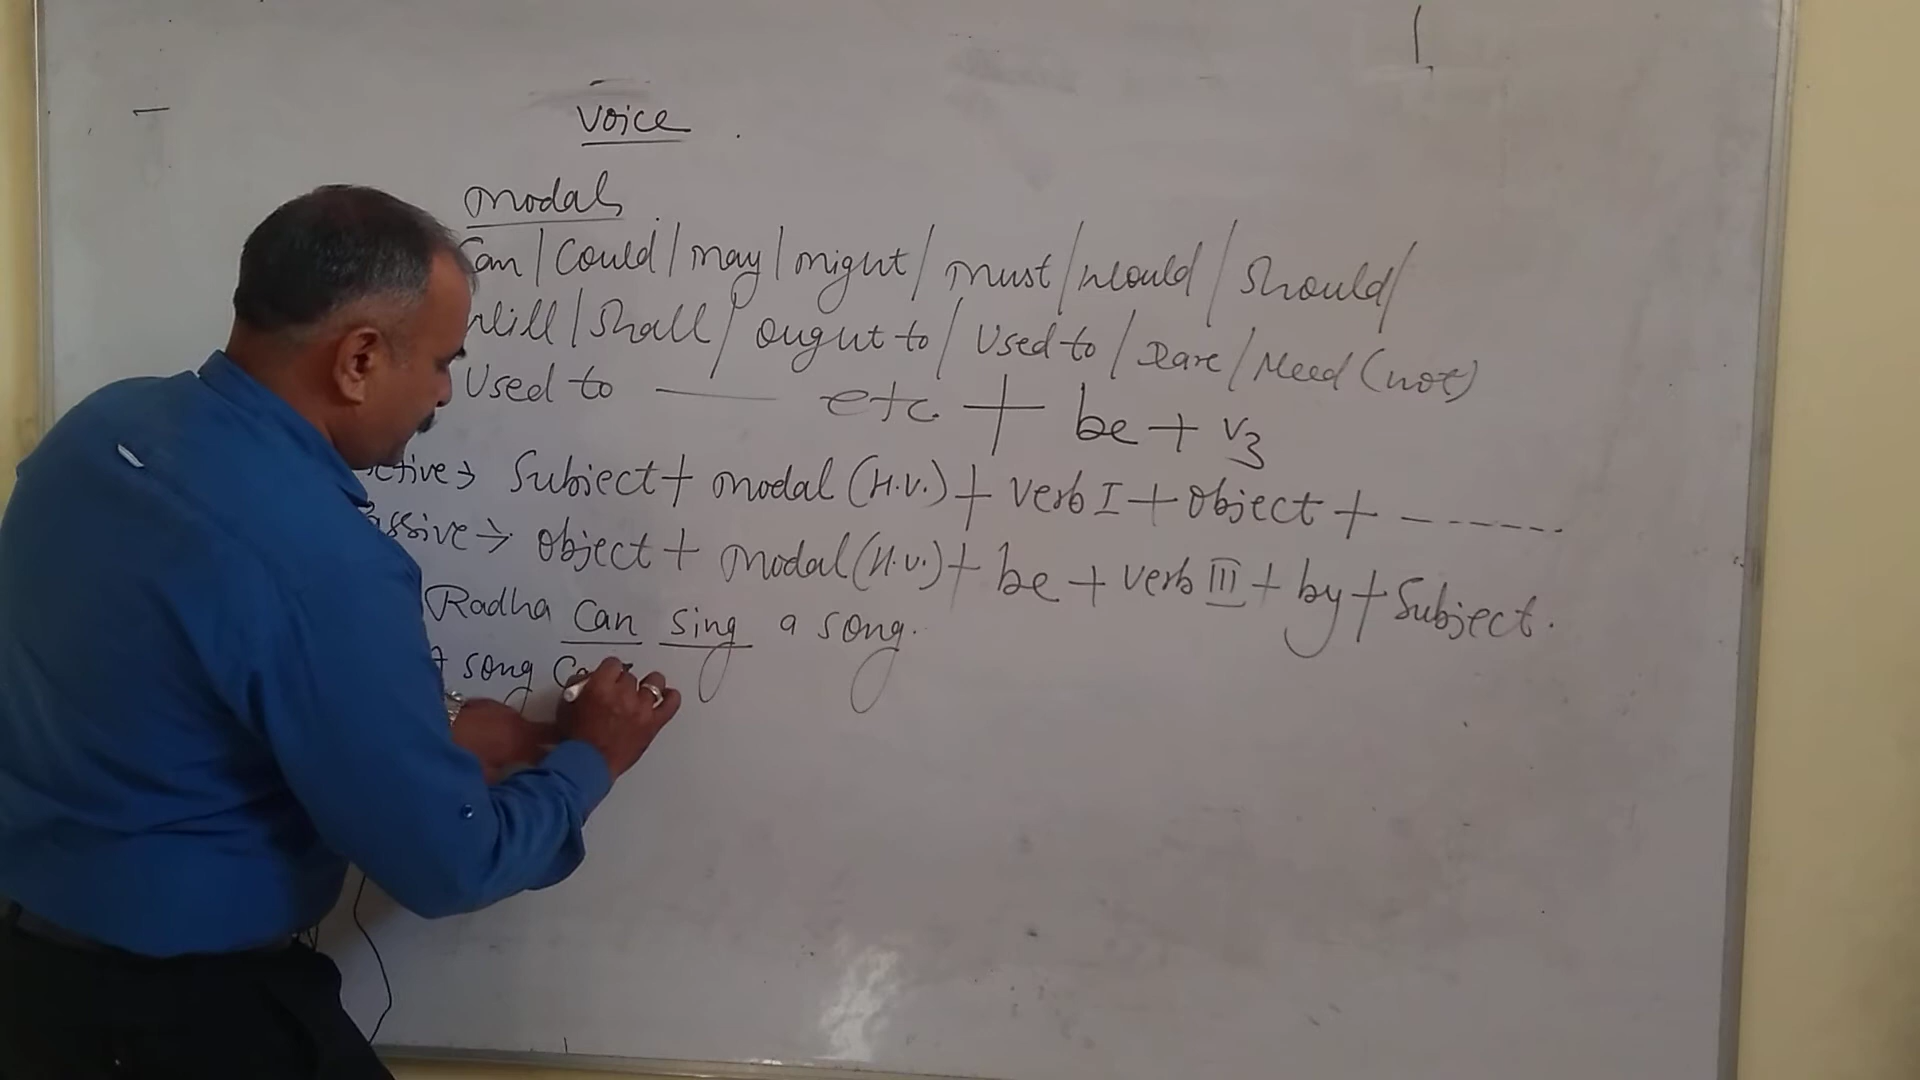 Voice
Modals
Can / Could / May / Might / Must / Would / Should /
Will / Shall / Ought to / Used to / Dare / Need (not)
Used to —— etc. + be + V3
Active → Subject + Modal (H.V.) + Verb I + Object + ------
Passive → Object + Modal (H.V.) + be + Verb III + by + Subject.
Radha Can Sing a song.
A song